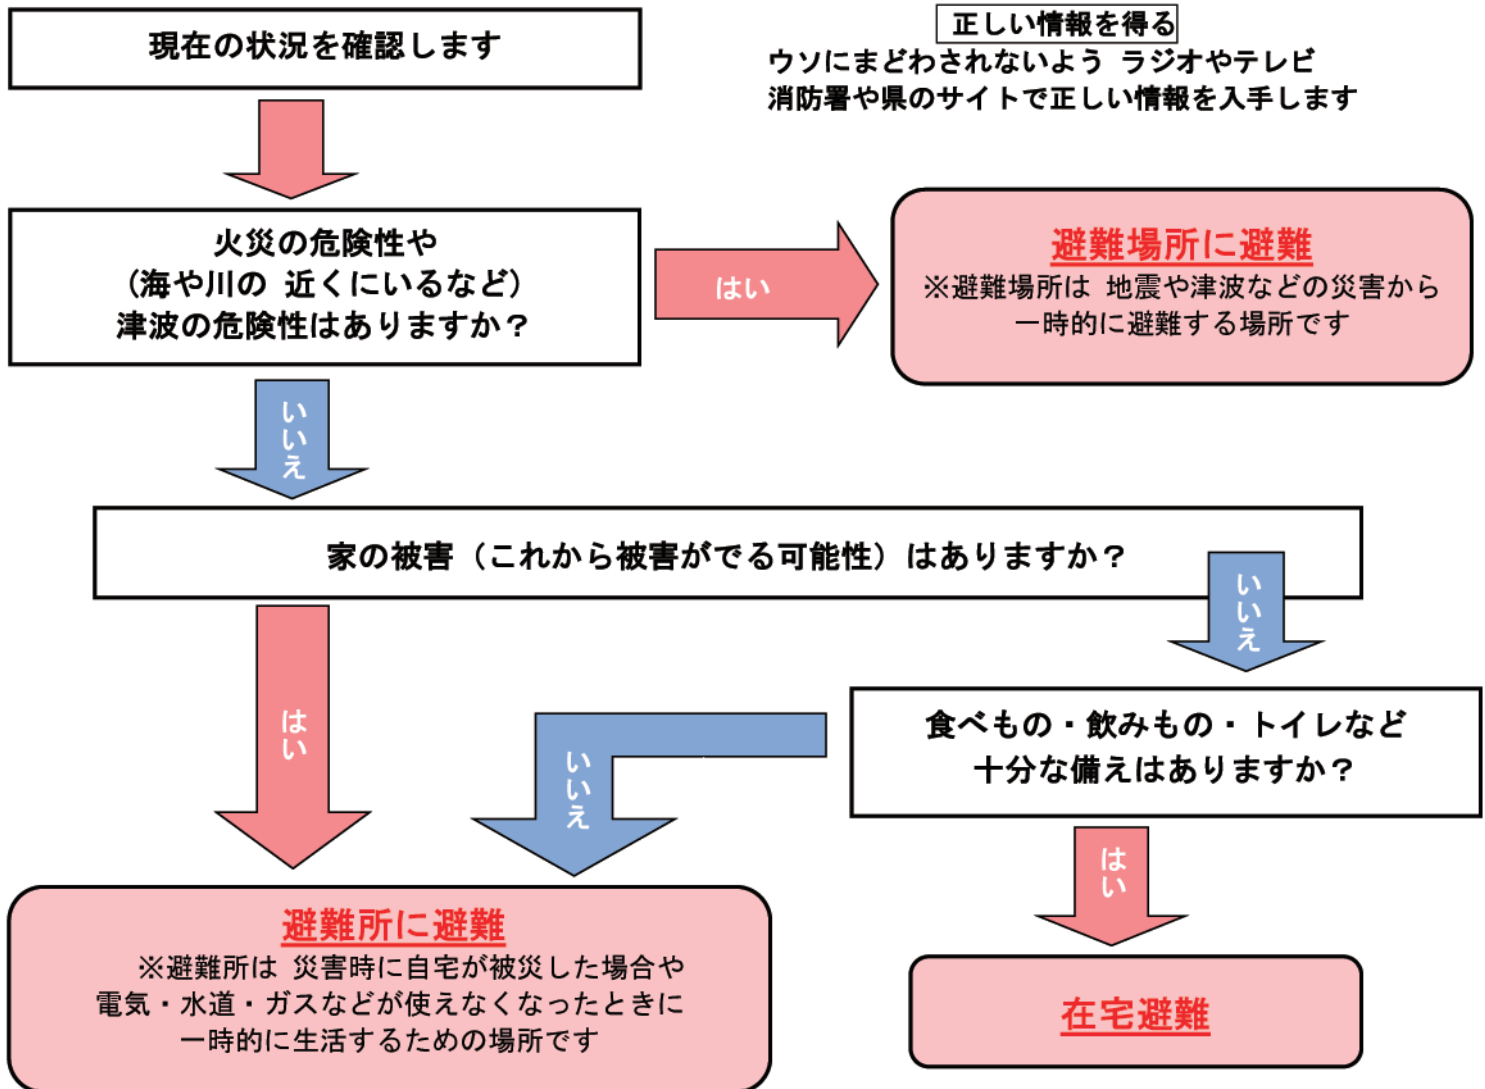 現在の状況を確認します
正しい情報を得る
ウソにまどわされないよう ラジオやテレビ
消防署や県のサイトで正しい情報を入手します
火災の危険性や
(海や川の 近くにいるなど)
津波の危険性はありますか？
はい
避難場所に避難
※避難場所は 地震や津波などの災害から
一時的に避難する場所です
いいえ
家の被害（これから被害がでる可能性）はありますか？
いいえ
はい
食べもの・飲みもの・トイレなど
十分な備えはありますか？
いいえ
はい
避難所に避難
※避難所は 災害時に自宅が被災した場合や
電気・水道・ガスなどが使えなくなったときに
一時的に生活するための場所です
在宅避難